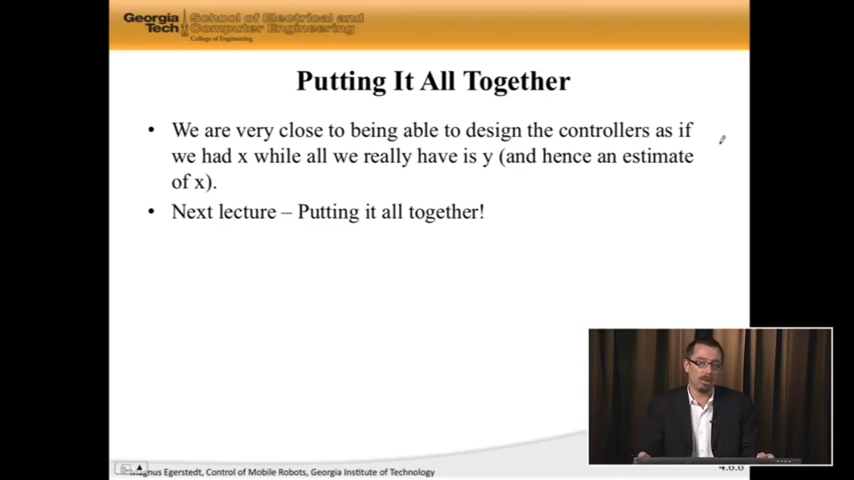 Georgia Tech
School of Electrical and Computer Engineering
College of Engineering
Putting It All Together
• We are very close to being able to design the controllers as if
we had x while all we really have is y (and hence an estimate
of x).
• Next lecture – Putting it all together!
Magnus Egerstedt, Control of Mobile Robots, Georgia Institute of Technology